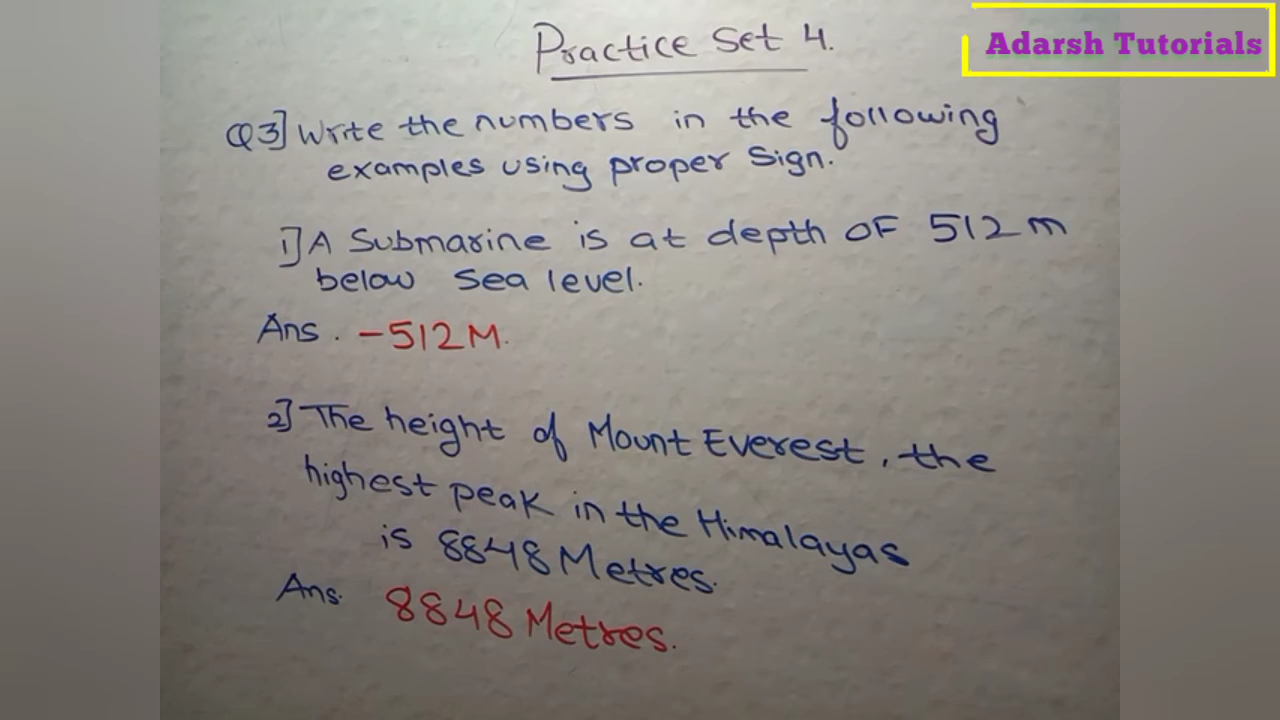 Practice Set 4.
Adarsh Tutorials
Q3] Write the numbers in the following
examples using proper Sign.
1] A Submarine is at depth OF 512 m
below Sea level.
Ans. -512 M.
2] The height of Mount Everest, the
highest peak in the Himalayas
is 8848 Metres.
Ans. 8848 Metres.